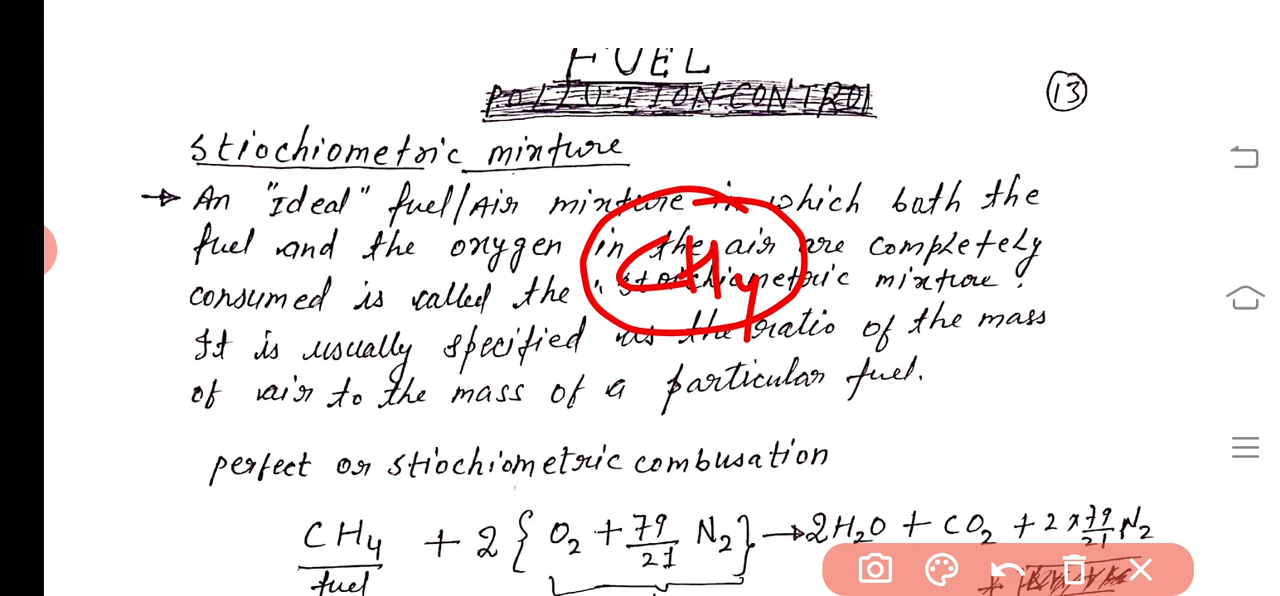 FUEL
POLLUTION CONTROL
13
Stiochiometric mixture
An "Ideal" fuel/Air mixture in which bath the
fuel and the oxygen in the air are completely
CH4
consumed is called the "Stoichiametric mixture.
It is usually specified as the ratio of the mass
of air to the mass of a particular fuel.
perfect or stiochiometric combusation
CH4 + 2 { O2 + 79/21 N2 } → 2H2O + CO2 + 2 x 79/21 N2
fuel